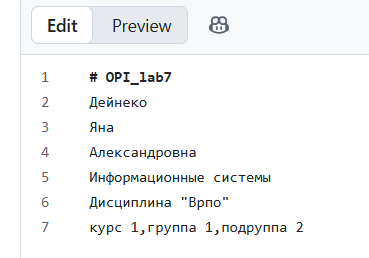 Edit Preview
1 # OPI_lab7
2 Дейнеко
3 Яна
4 Александровна
5 Информационные системы
6 Дисциплина "Врпо"
7 курс 1,группа 1,подруппа 2